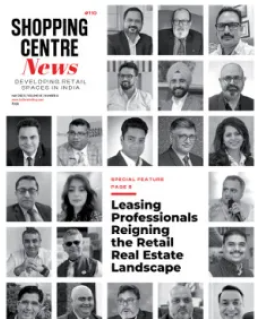 #110
SHOPPING
CENTRE
News
DEVELOPING RETAIL
SPACES IN INDIA
SPECIAL FEATURE
PAGE 8
Leasing
Professionals
Reigning
the Retail
Real Estate
Landscape